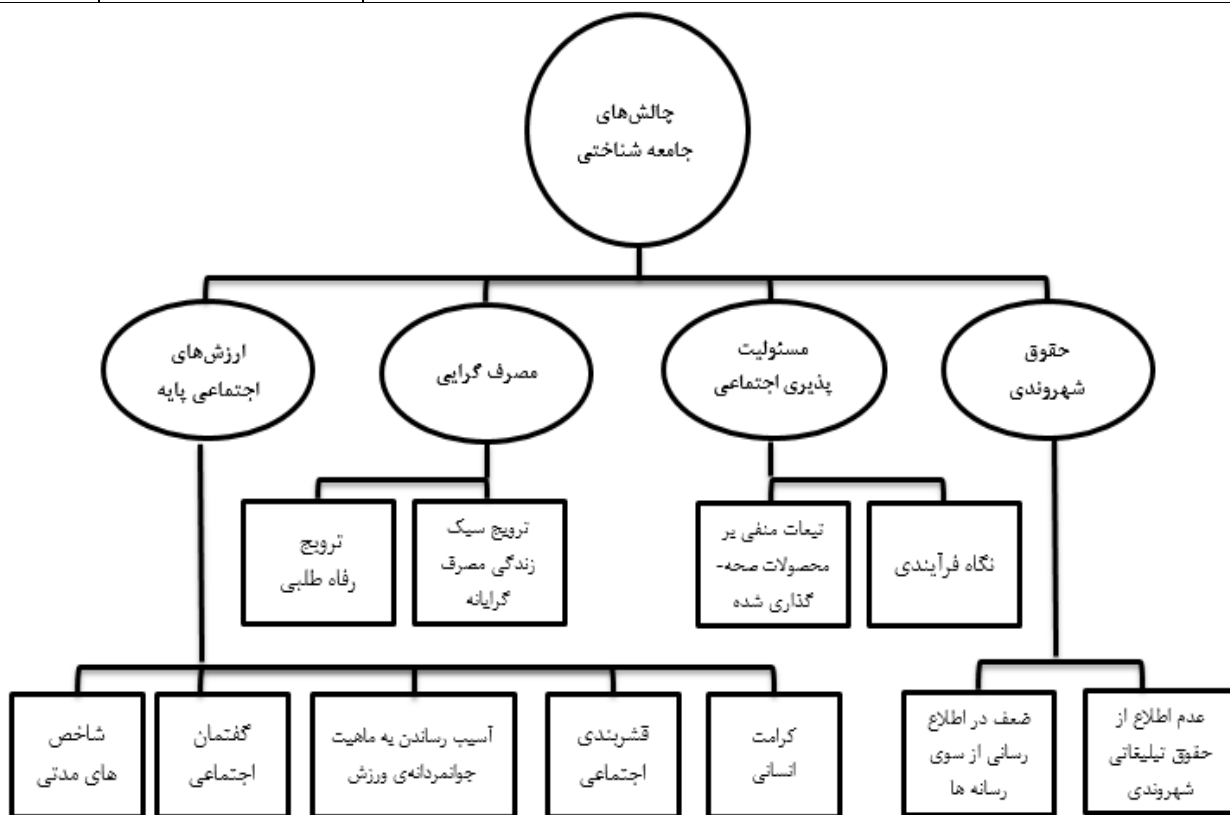 چالش‌های
جامعه شناختی
حقوق
شهروندی
مسئولیت
پذیری اجتماعی
مصرف گرایی
ارزش‌های
اجتماعی پایه
نگاه فرآیندی
تبعات منفی بر
محصولات صحه-
گذاری شده
ترویج سبک
زندگی مصرف
گرایانه
ترویج
رفاه طلبی
عدم اطلاع از
حقوق تبلیغاتی
شهروندی
ضعف در اطلاع
رسانی از سوی
رسانه ها
کرامت
انسانی
قشربندی
اجتماعی
آسیب رساندن به ماهیت
جوانمردانه‌ی ورزش
گفتمان
اجتماعی
شاخص
های مدتی